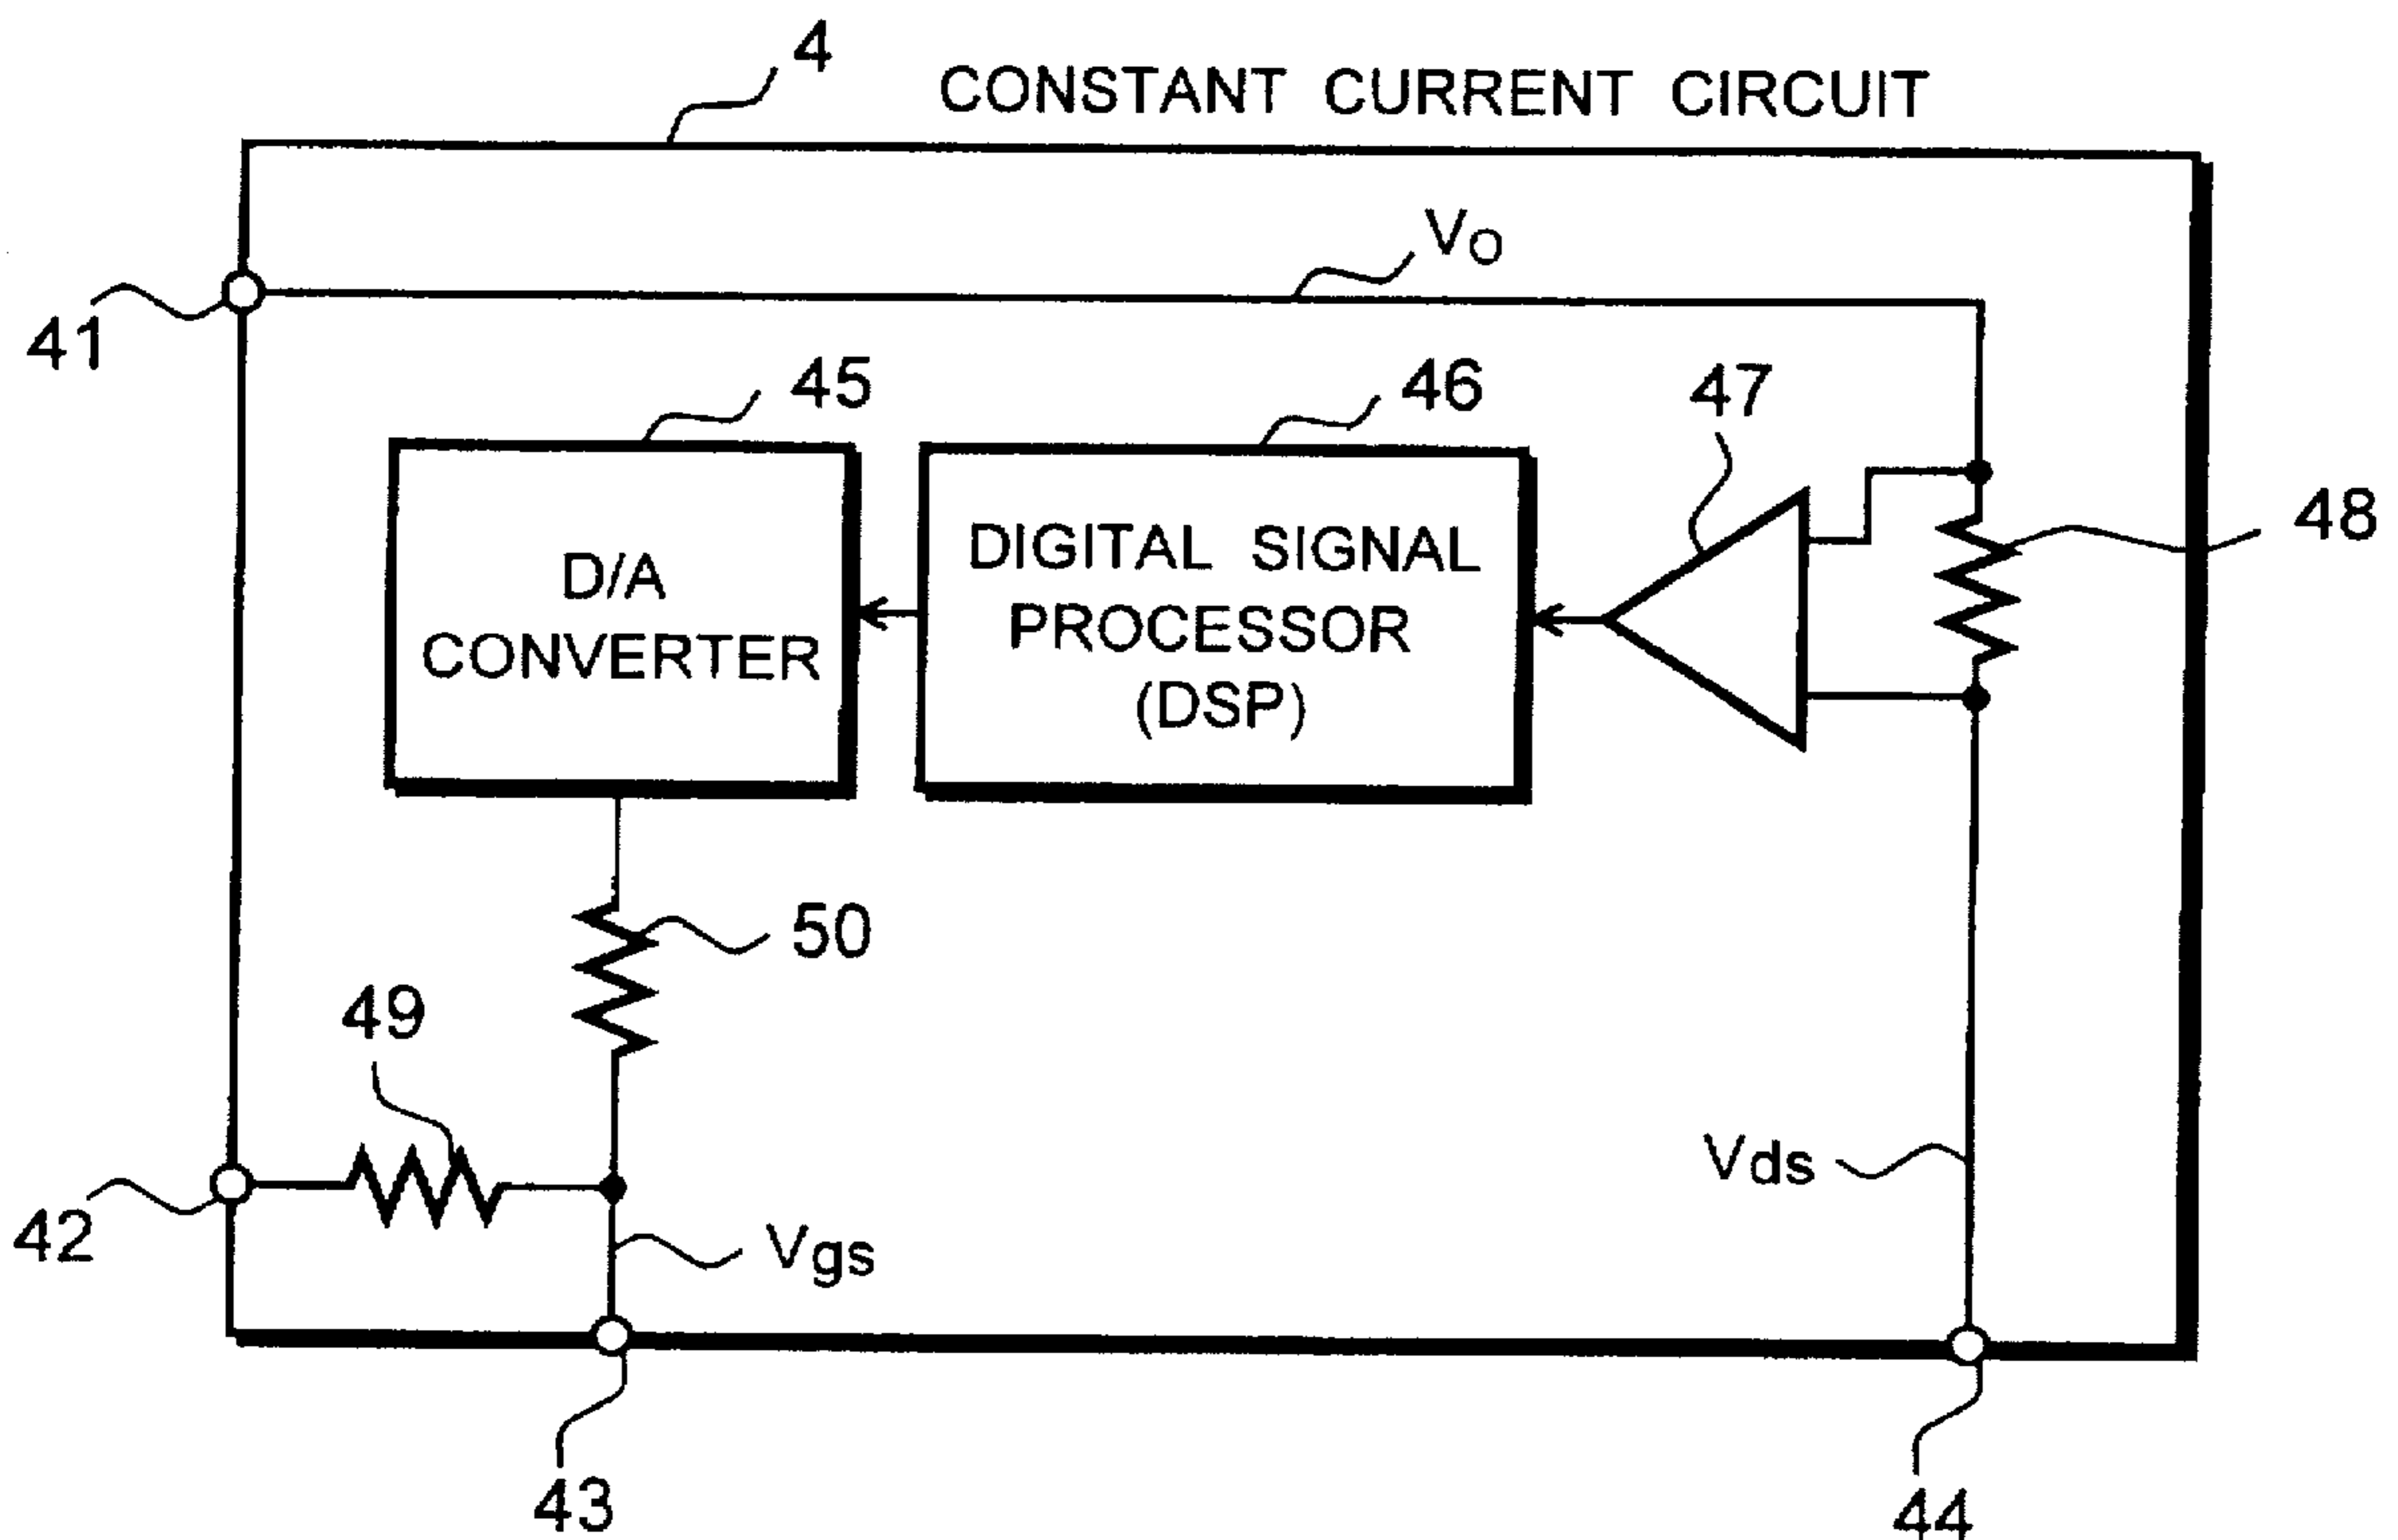 4
CONSTANT CURRENT CIRCUIT
VO
41
45
46
47
48
D/A
CONVERTER
DIGITAL SIGNAL
PROCESSOR
(DSP)
50
49
42
Vgs
Vds
43
44